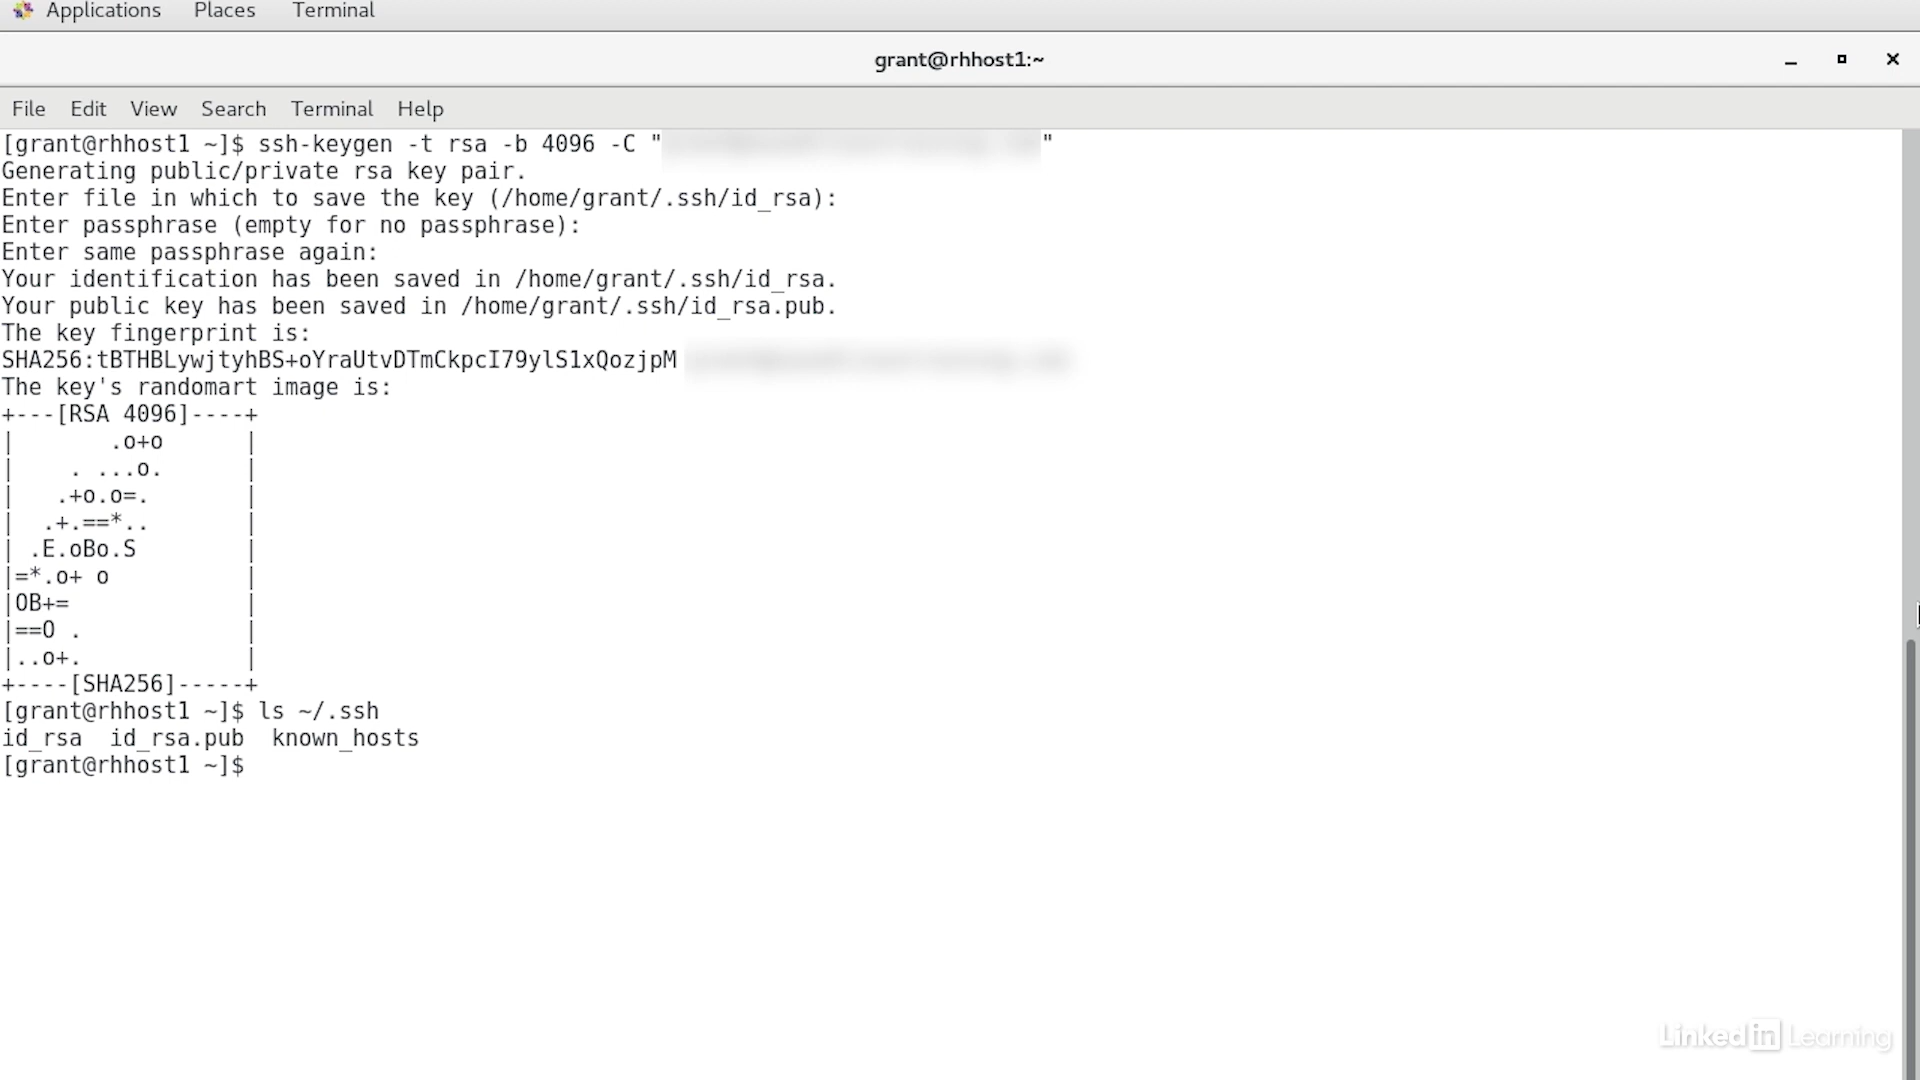 Applications Places Terminal
grant@rhhost1:~
File Edit View Search Terminal Help
[grant@rhhost1 ~]$ ssh-keygen -t rsa -b 4096 -C " "
Generating public/private rsa key pair.
Enter file in which to save the key (/home/grant/.ssh/id_rsa):
Enter passphrase (empty for no passphrase):
Enter same passphrase again:
Your identification has been saved in /home/grant/.ssh/id_rsa.
Your public key has been saved in /home/grant/.ssh/id_rsa.pub.
The key fingerprint is:
SHA256:tBTHBLywjtyhBS+oYraUtvDTmCkpcI79ylS1xQozjpM
The key's randomart image is:
+---[RSA 4096]----+
|       .o+o      |
|    . ...o.      |
|   .+o.o=.       |
|  .+.==*..       |
| .E.oBo.S        |
|=*.o+ o          |
|OB+=             |
|==O .            |
|..o+.            |
+----[SHA256]-----+
[grant@rhhost1 ~]$ ls ~/.ssh
id_rsa  id_rsa.pub  known_hosts
[grant@rhhost1 ~]$
Linked in Learning